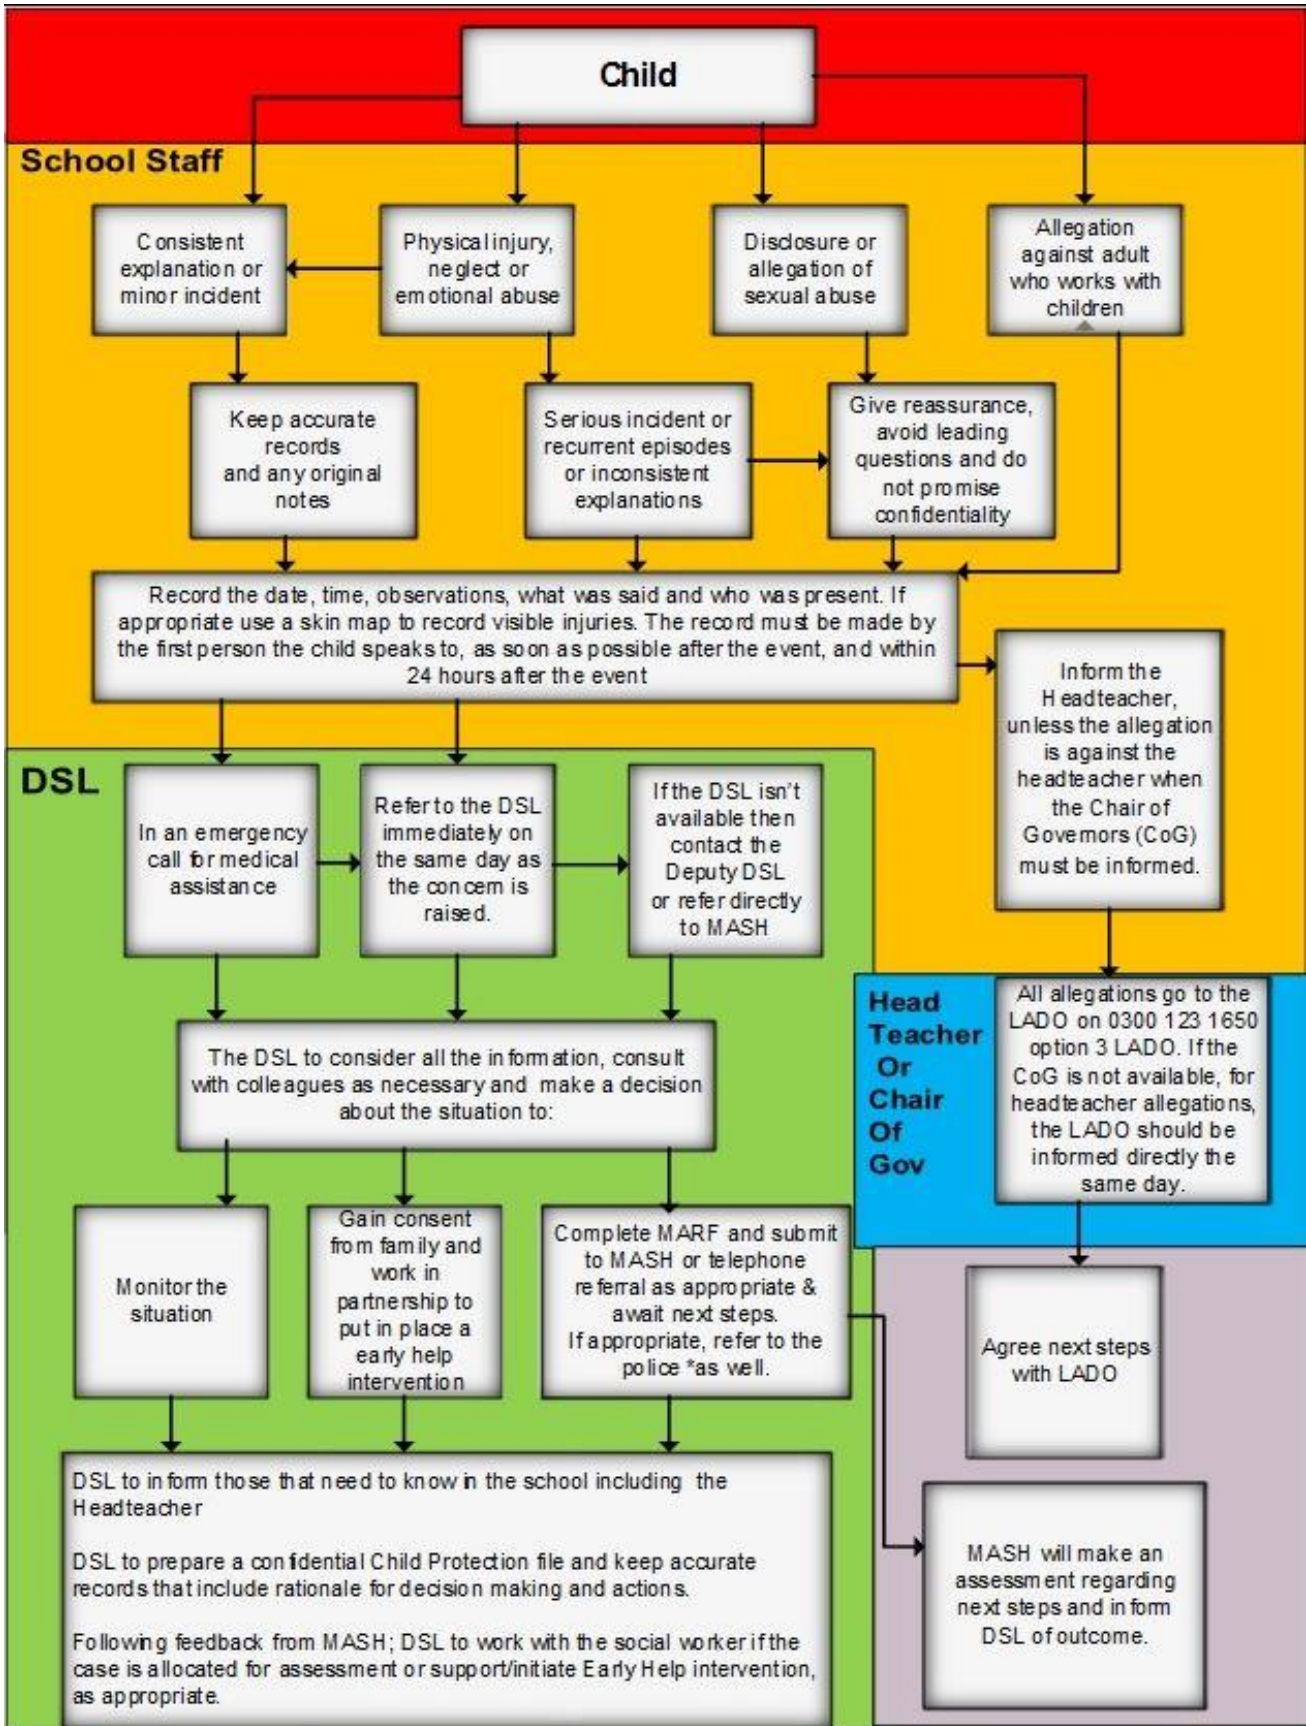 Child
School Staff
Consistent
explanation or
minor incident
Physical injury,
neglect or
emotional abuse
Disclosure or
allegation of
sexual abuse
Allegation
against adult
who works with
children
Keep accurate
records
and any original
notes
Serious incident or
recurrent episodes
or inconsistent
explanations
Give reassurance,
avoid leading
questions and do
not promise
confidentiality
Record the date, time, observations, what was said and who was present. If
appropriate use a skin map to record visible injuries. The record must be made by
the first person the child speaks to, as soon as possible after the event, and within
24 hours after the event
Inform the
Headteacher,
unless the allegation
is against the
headteacher when
the Chair of
Governors (CoG)
must be informed.
DSL
In an emergency
call for medical
assistance
Refer to the DSL
immediately on
the same day as
the concern is
raised.
If the DSL isn't
available then
contact the
Deputy DSL
or refer directly
to MASH
Head
Teacher
Or
Chair
Of
Gov
All allegations go to the
LADO on 0300 123 1650
option 3 LADO. If the
CoG is not available, for
headteacher allegations,
the LADO should be
informed directly the
same day.
The DSL to consider all the information, consult
with colleagues as necessary and make a decision
about the situation to:
Monitor the
situation
Gain consent
from family and
work in
partnership to
put in place a
early help
intervention
Complete MARF and submit
to MASH or telephone
referral as appropriate &
await next steps.
If appropriate, refer to the
police *as well.
Agree next steps
with LADO
DSL to inform those that need to know in the school including the
Headteacher
DSL to prepare a confidential Child Protection file and keep accurate
records that include rationale for decision making and actions.
Following feedback from MASH; DSL to work with the social worker if the
case is allocated for assessment or support/initiate Early Help intervention,
as appropriate.
MASH will make an
assessment regarding
next steps and inform
DSL of outcome.